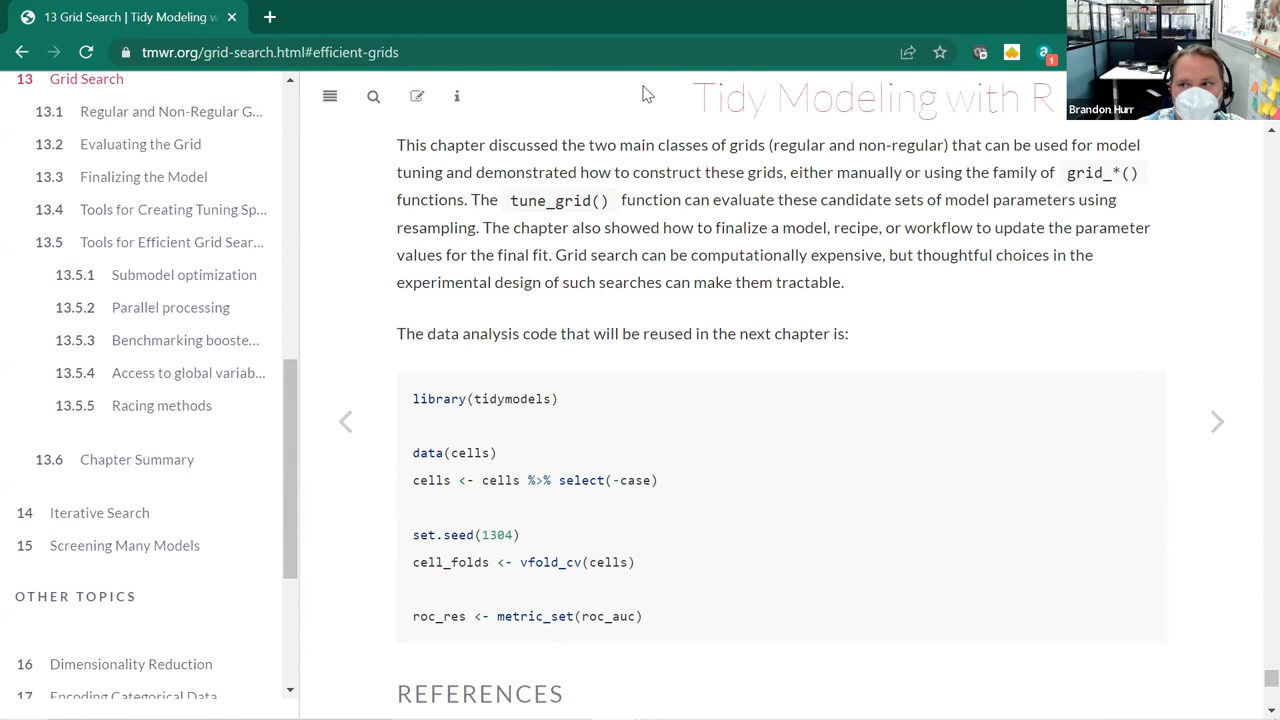 13 Grid Search | Tidy Modeling w
tmwr.org/grid-search.html#efficient-grids
1
Brandon Hurr
13 Grid Search
13.1 Regular and Non-Regular G...
13.2 Evaluating the Grid
13.3 Finalizing the Model
13.4 Tools for Creating Tuning Sp...
13.5 Tools for Efficient Grid Sear...
13.5.1 Submodel optimization
13.5.2 Parallel processing
13.5.3 Benchmarking booste...
13.5.4 Access to global variab...
13.5.5 Racing methods
13.6 Chapter Summary
14 Iterative Search
15 Screening Many Models
OTHER TOPICS
16 Dimensionality Reduction
17 Encoding Categorical Data
Tidy Modeling with R
This chapter discussed the two main classes of grids (regular and non-regular) that can be used for model
tuning and demonstrated how to construct these grids, either manually or using the family of grid_*()
functions. The tune_grid() function can evaluate these candidate sets of model parameters using
resampling. The chapter also showed how to finalize a model, recipe, or workflow to update the parameter
values for the final fit. Grid search can be computationally expensive, but thoughtful choices in the
experimental design of such searches can make them tractable.
The data analysis code that will be reused in the next chapter is:
library(tidymodels)
data(cells)
cells <- cells %>% select(-case)
set.seed(1304)
cell_folds <- vfold_cv(cells)
roc_res <- metric_set(roc_auc)
REFERENCES